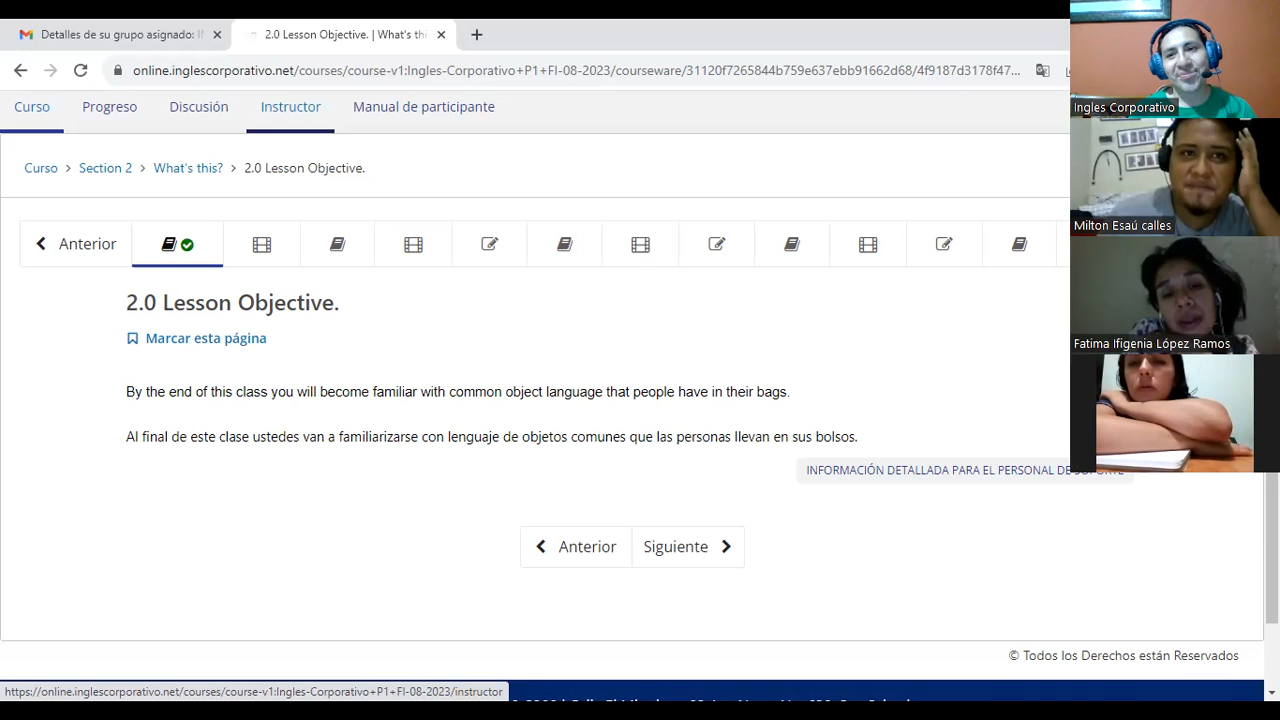 Detalles de su grupo asignado: I
2.0 Lesson Objective. | What's thi
online.inglescorporativo.net/courses/course-v1:Ingles-Corporativo+P1+FI-08-2023/courseware/31120f7265844b759e637ebb91662d68/4f9187d3178f47...
Curso
Progreso
Discusión
Instructor
Manual de participante
Curso > Section 2 > What's this? > 2.0 Lesson Objective.
Anterior
2.0 Lesson Objective.
Marcar esta página
By the end of this class you will become familiar with common object language that people have in their bags.
Al final de este clase ustedes van a familiarizarse con lenguaje de objetos comunes que las personas llevan en sus bolsos.
INFORMACIÓN DETALLADA PARA EL PERSONAL DE SOPORTE
Anterior
Siguiente
© Todos los Derechos están Reservados
https://online.inglescorporativo.net/courses/course-v1:Ingles-Corporativo+P1+FI-08-2023/instructor
Ingles Corporativo
Milton Esaú calles
Fatima Ifigenia López Ramos